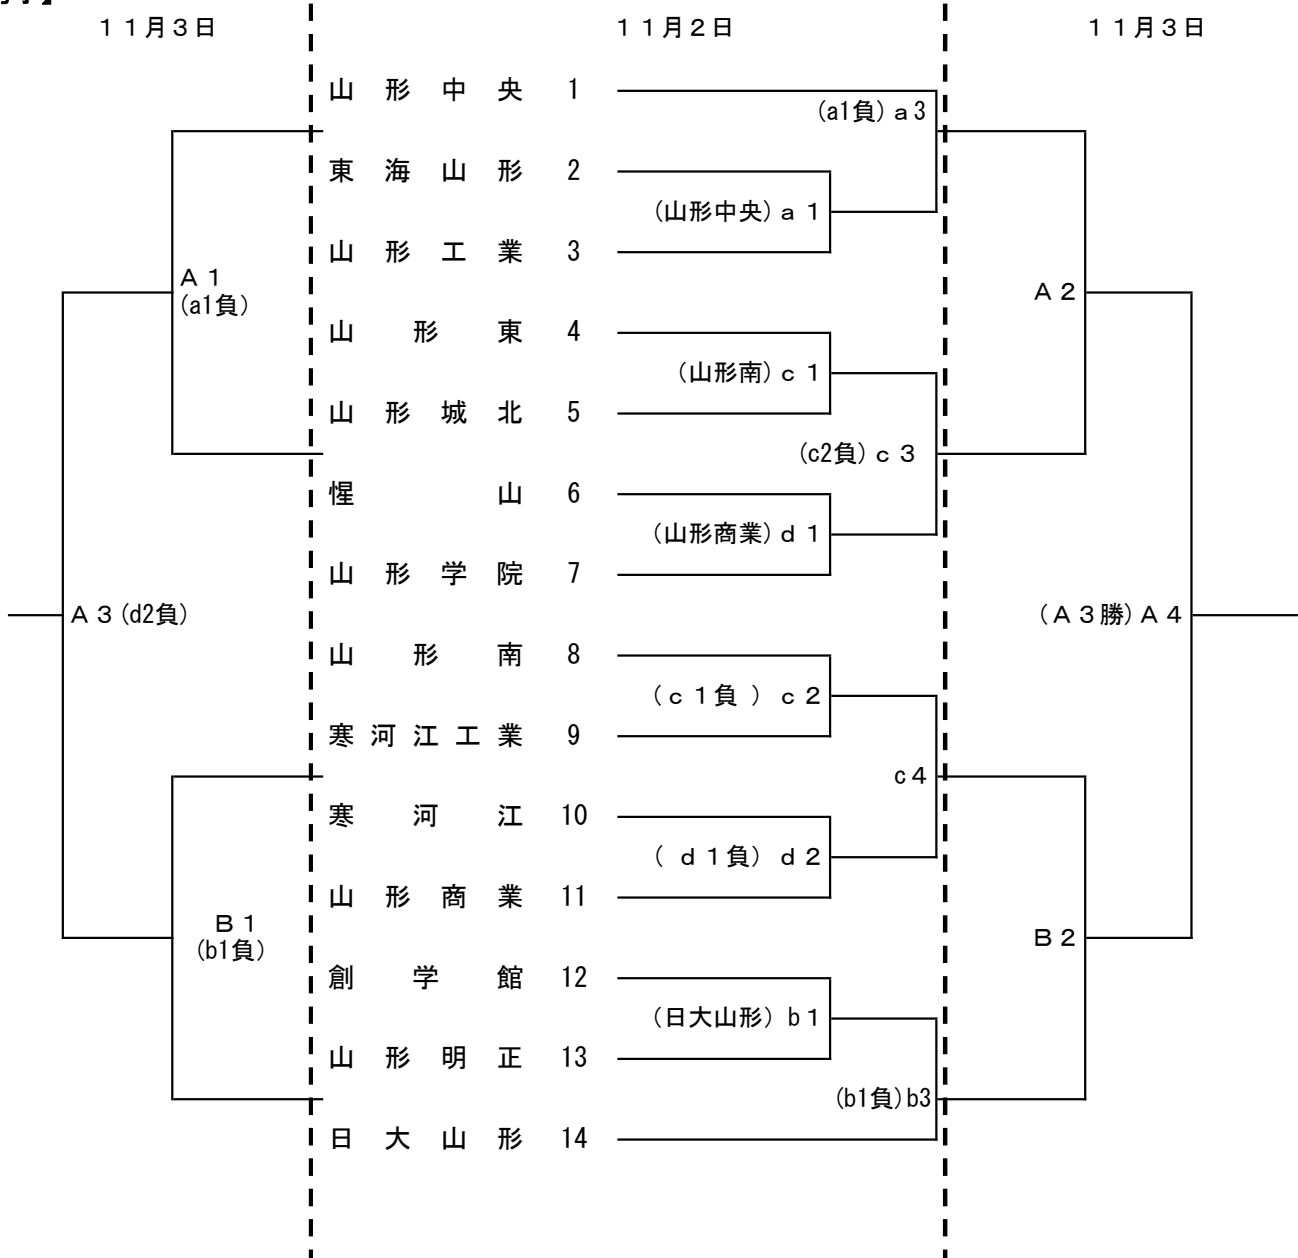 １１月３日　１１月２日　１１月３日
山形中央 1
(a1負)ａ３
東海山形 2
(山形中央)ａ１
山形工業 3
Ａ１
(a1負)
Ａ２
山形東 4
(山形南)ｃ１
山形城北 5
(c2負)ｃ３
惺山 6
(山形商業)ｄ１
山形学院 7
Ａ３(d2負)
(Ａ３勝)Ａ４
山形南 8
(ｃ１負 ) ｃ２
寒河江工業 9
ｃ４
寒河江 10
( ｄ１負) ｄ２
山形商業 11
Ｂ１
(b1負)
Ｂ２
創学館 12
(日大山形) ｂ１
山形明正 13
(b1負)b3
日大山形 14